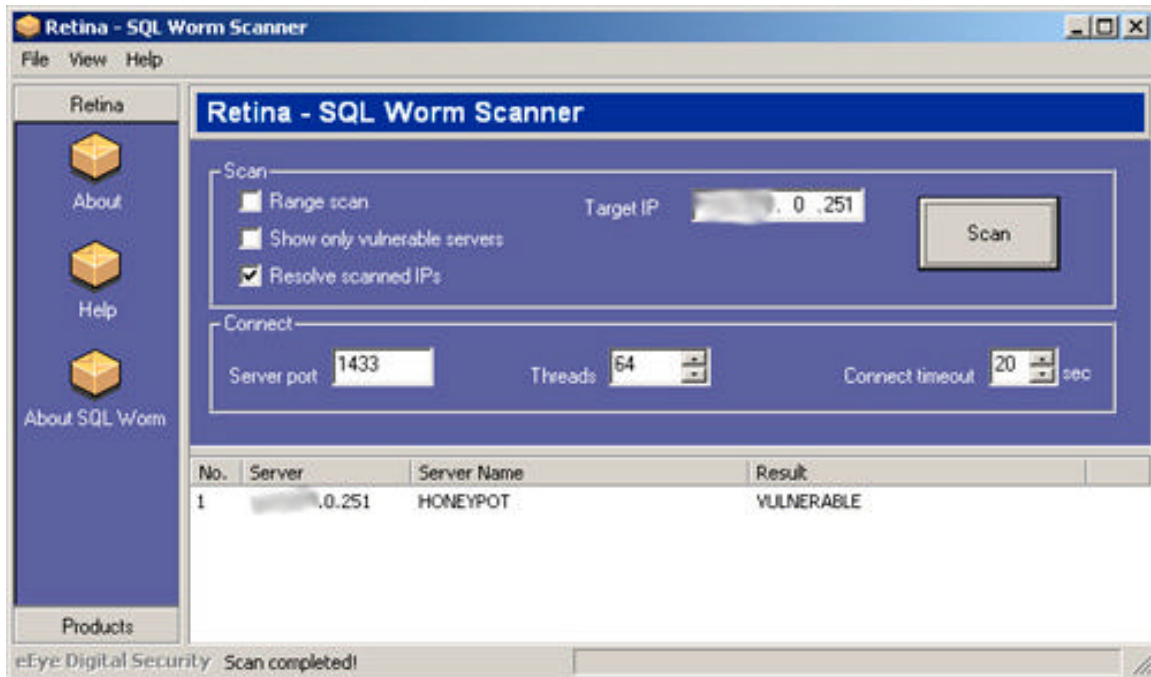 Retina - SQL Worm Scanner
File View Help
Retina
About
Help
About SQL Worm
Products
Retina - SQL Worm Scanner
Scan
Range scan
Show only vulnerable servers
Resolve scanned IPs
Target IP . 0 .251
Scan
Connect
Server port 1433 Threads 64 Connect timeout 20 sec
No. Server Server Name Result
1 .0.251 HONEYPOT VULNERABLE
eEye Digital Security Scan completed!